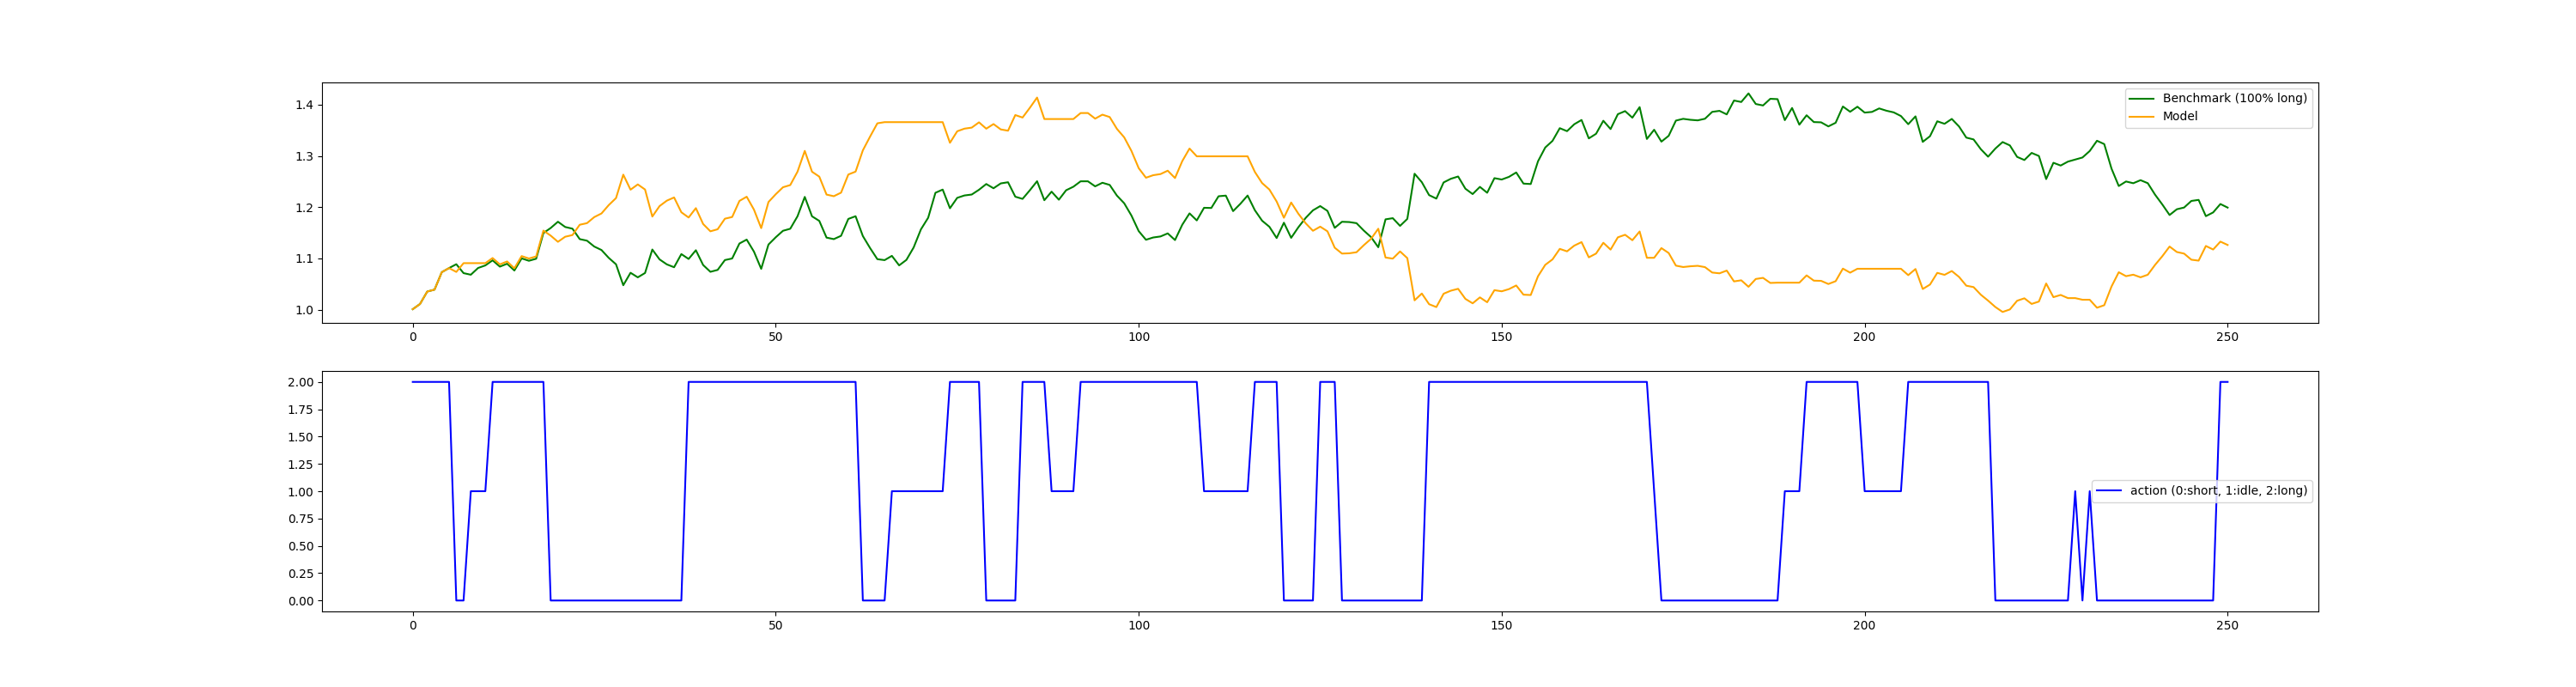 1.4
1.3
1.2
1.1
1.0
Benchmark (100% long)
Model
0 50 100 150 200 250
2.00
1.75
1.50
1.25
1.00
0.75
0.50
0.25
0.00
action (0:short, 1:idle, 2:long)
0 50 100 150 200 250